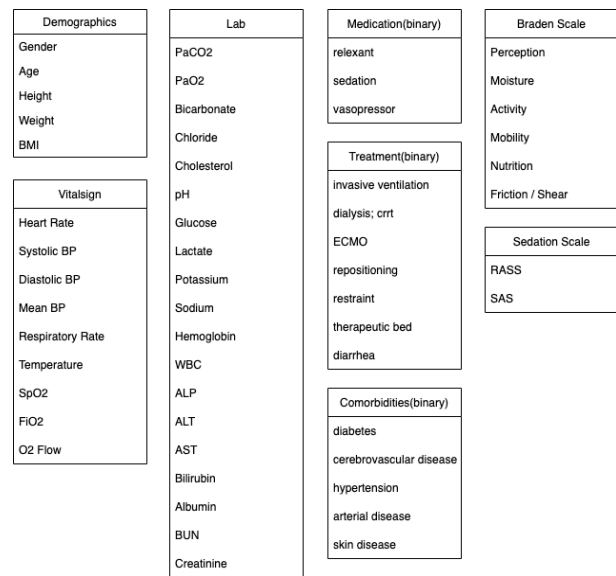 Demographics
Gender
Age
Height
Weight
BMI
Vitalsign
Heart Rate
Systolic BP
Diastolic BP
Mean BP
Respiratory Rate
Temperature
SpO2
FiO2
O2 Flow
Lab
PaCO2
PaO2
Bicarbonate
Chloride
Cholesterol
pH
Glucose
Lactate
Potassium
Sodium
Hemoglobin
WBC
ALP
ALT
AST
Bilirubin
Albumin
BUN
Creatinine
Medication(binary)
relexant
sedation
vasopressor
Treatment(binary)
invasive ventilation
dialysis; crrt
ECMO
repositioning
restraint
therapeutic bed
diarrhea
Comorbidities(binary)
diabetes
cerebrovascular disease
hypertension
arterial disease
skin disease
Braden Scale
Perception
Moisture
Activity
Mobility
Nutrition
Friction / Shear
Sedation Scale
RASS
SAS